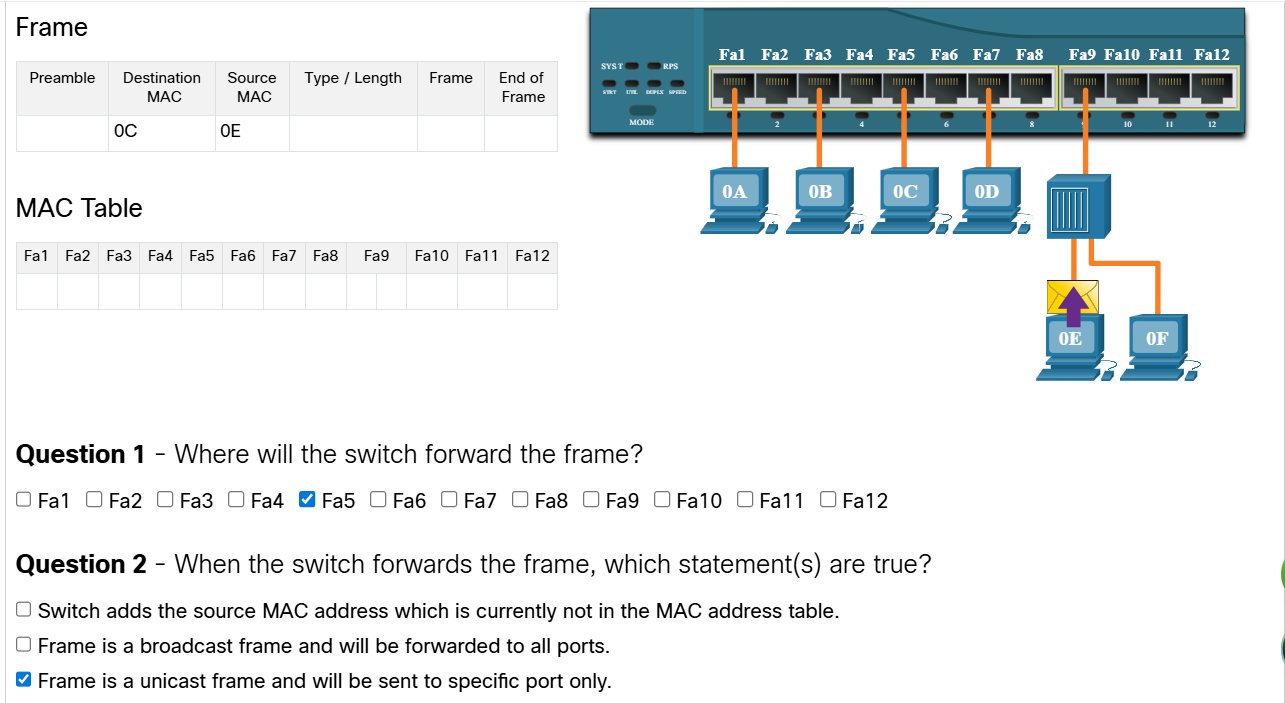 Frame
Preamble Destination MAC Source MAC Type / Length Frame End of Frame
0C 0E
MAC Table
Fa1 Fa2 Fa3 Fa4 Fa5 Fa6 Fa7 Fa8 Fa9 Fa10 Fa11 Fa12
Fa1 Fa2 Fa3 Fa4 Fa5 Fa6 Fa7 Fa8 Fa9 Fa10 Fa11 Fa12
SYST RPS
STRT UTIL DUPLX SPEED
MODE
2 4 6 8 9 10 11 12
0A 0B 0C 0D
0E 0F
Question 1 - Where will the switch forward the frame?
Fa1 Fa2 Fa3 Fa4 Fa5 Fa6 Fa7 Fa8 Fa9 Fa10 Fa11 Fa12
Question 2 - When the switch forwards the frame, which statement(s) are true?
Switch adds the source MAC address which is currently not in the MAC address table.
Frame is a broadcast frame and will be forwarded to all ports.
Frame is a unicast frame and will be sent to specific port only.